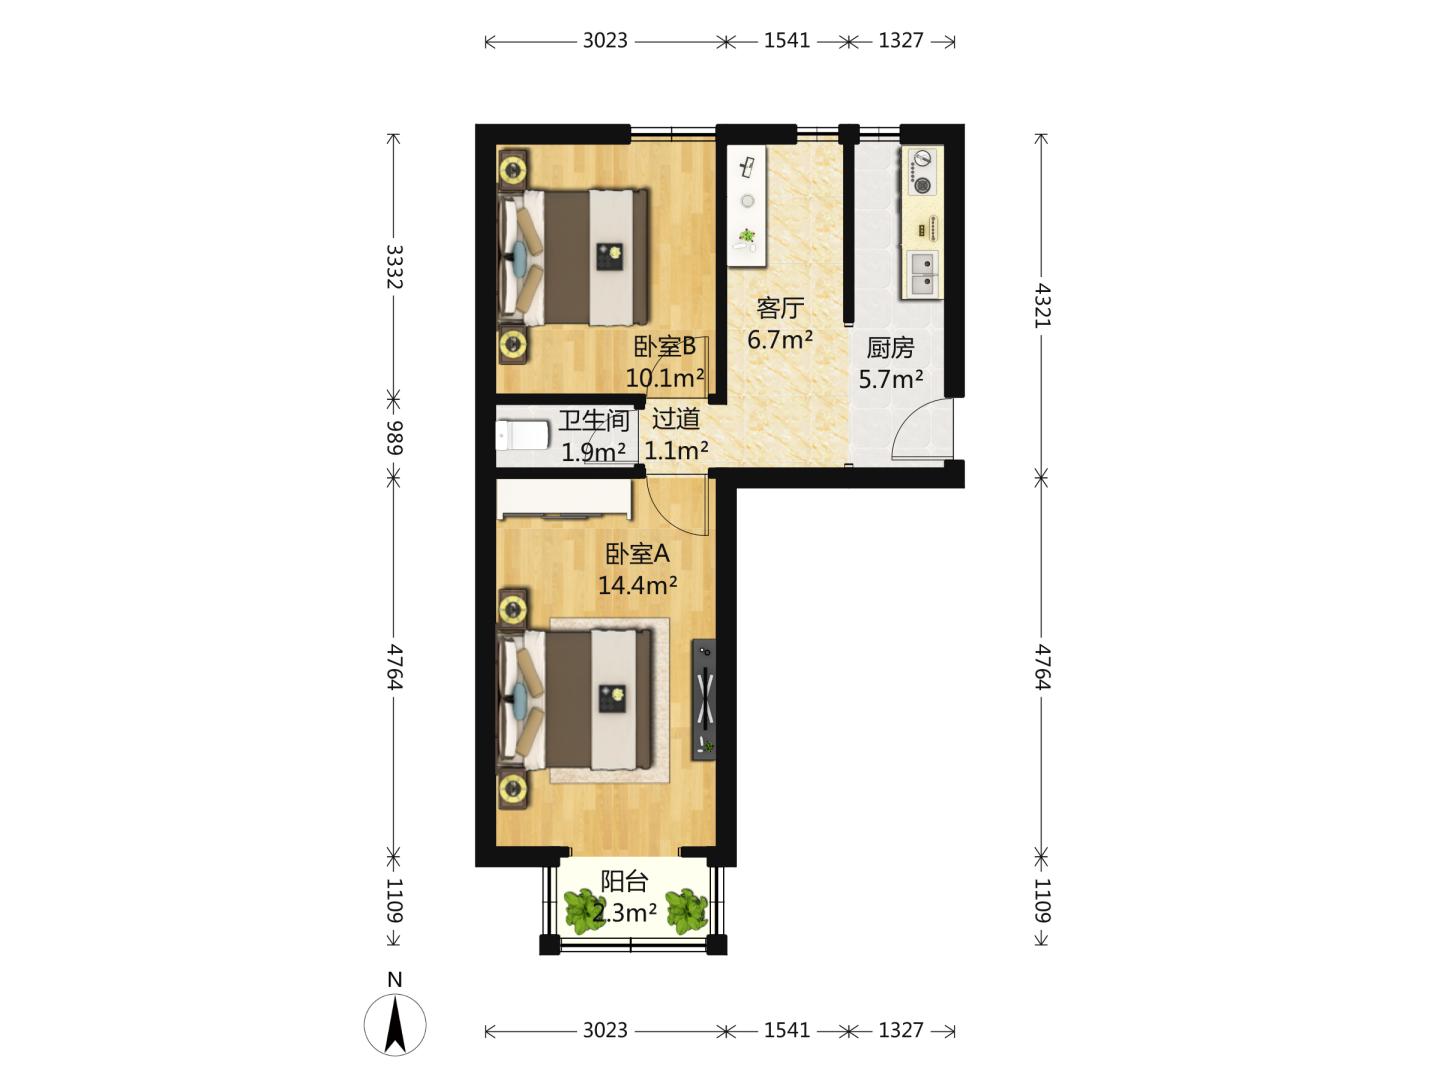 3023 1541 1327
3332
4321
卧室B
10.1m²
客厅
6.7m²
厨房
5.7m²
989
卫生间
1.9m²
过道
1.1m²
卧室A
14.4m²
4764
4764
阳台
2.3m²
1109
1109
N
3023 1541 1327